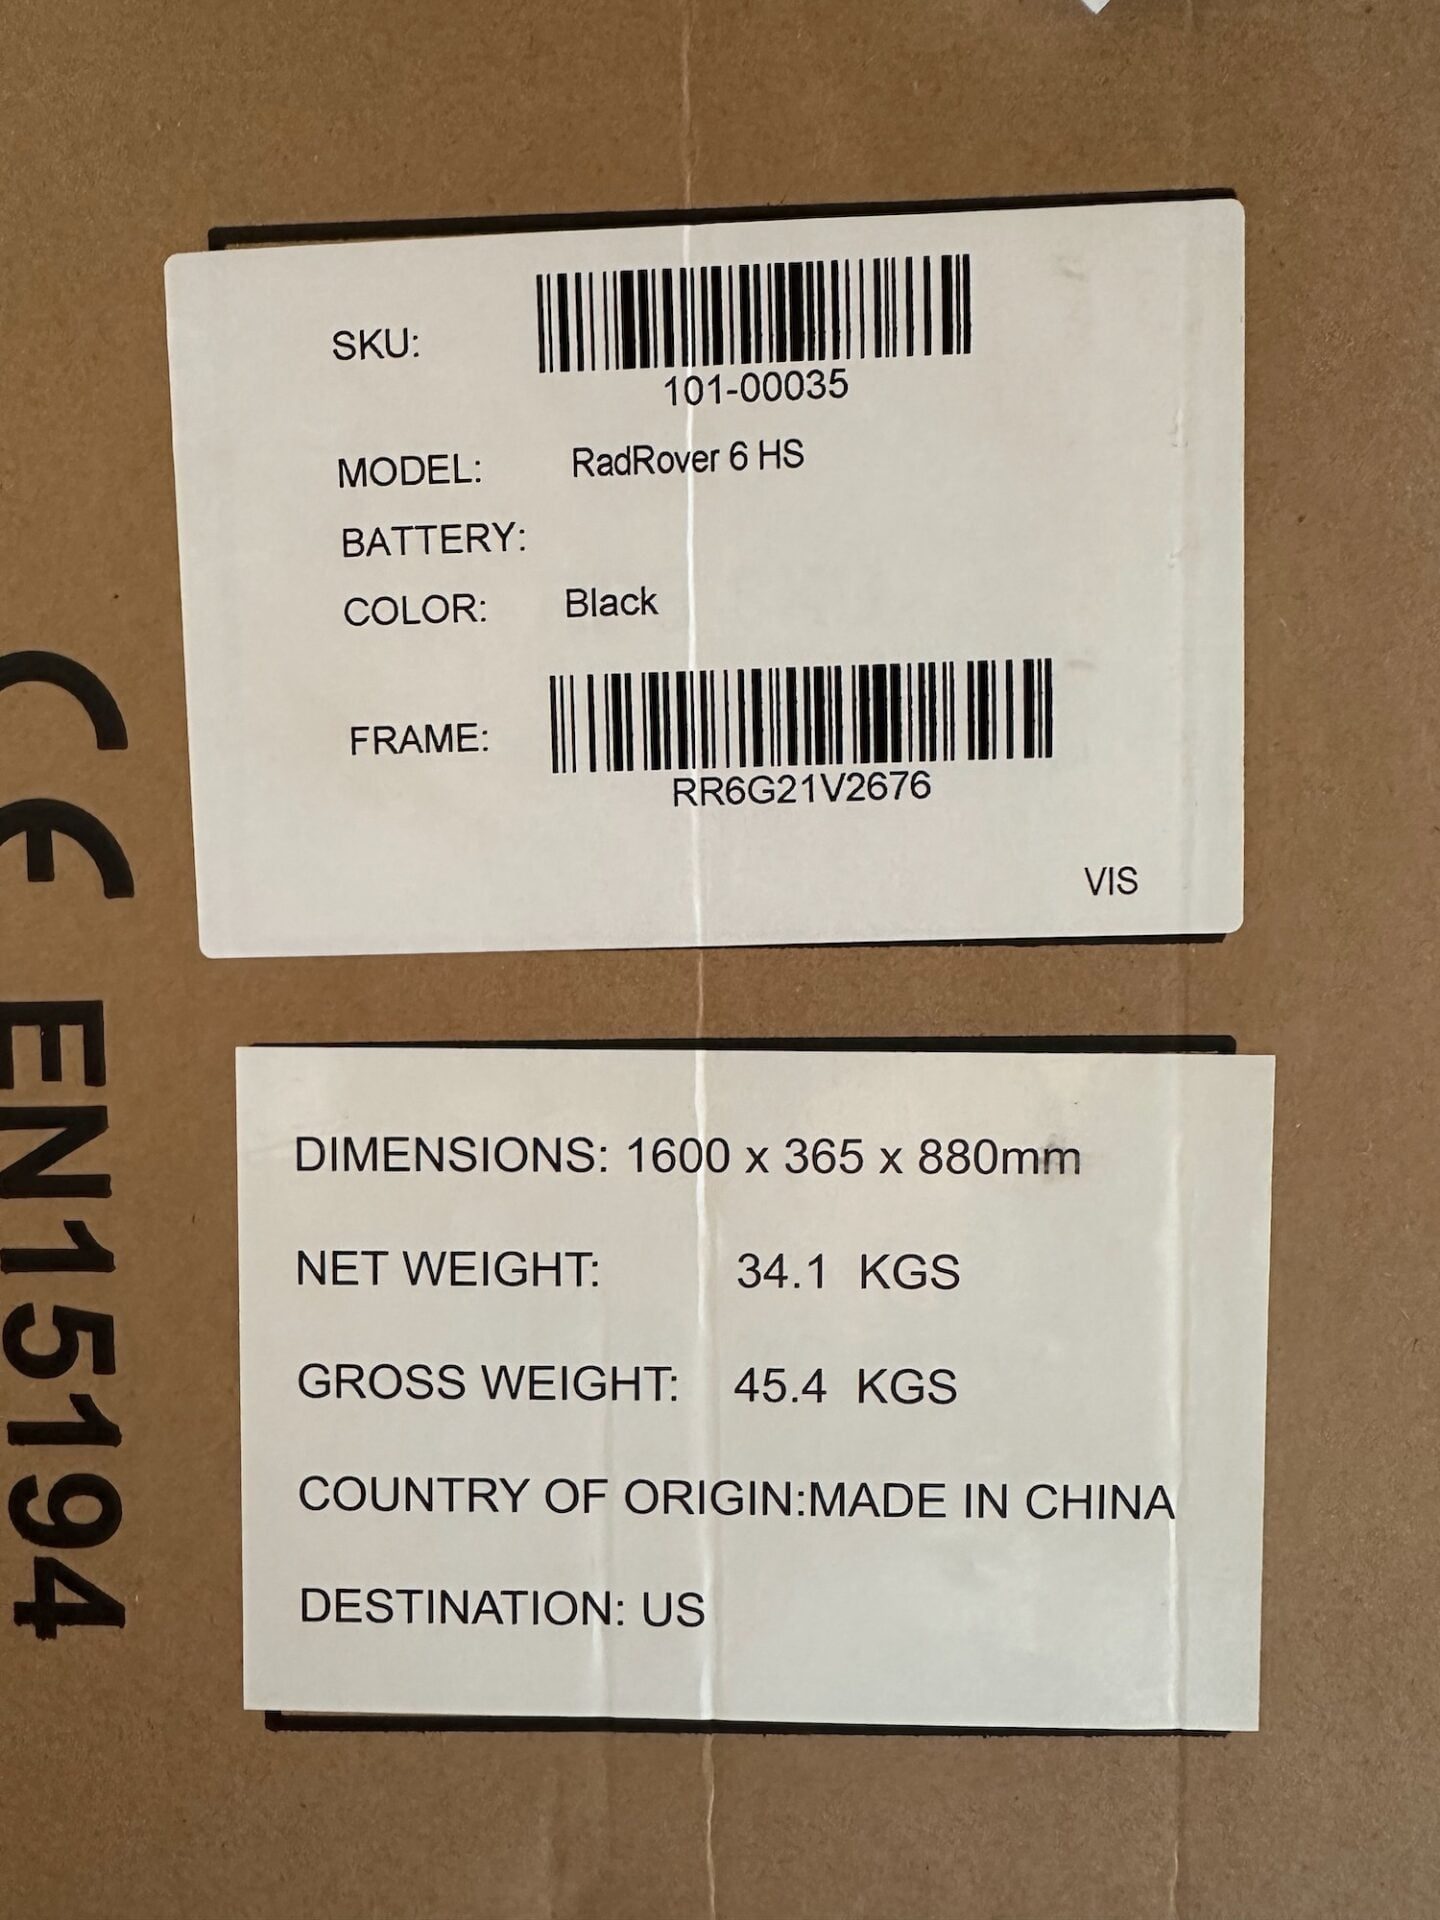 SKU:
101-00035
MODEL: RadRover 6 HS
BATTERY:
COLOR: Black
FRAME:
RR6G21V2676
VIS
CE EN15194
DIMENSIONS: 1600 x 365 x 880mm
NET WEIGHT: 34.1 KGS
GROSS WEIGHT: 45.4 KGS
COUNTRY OF ORIGIN:MADE IN CHINA
DESTINATION: US